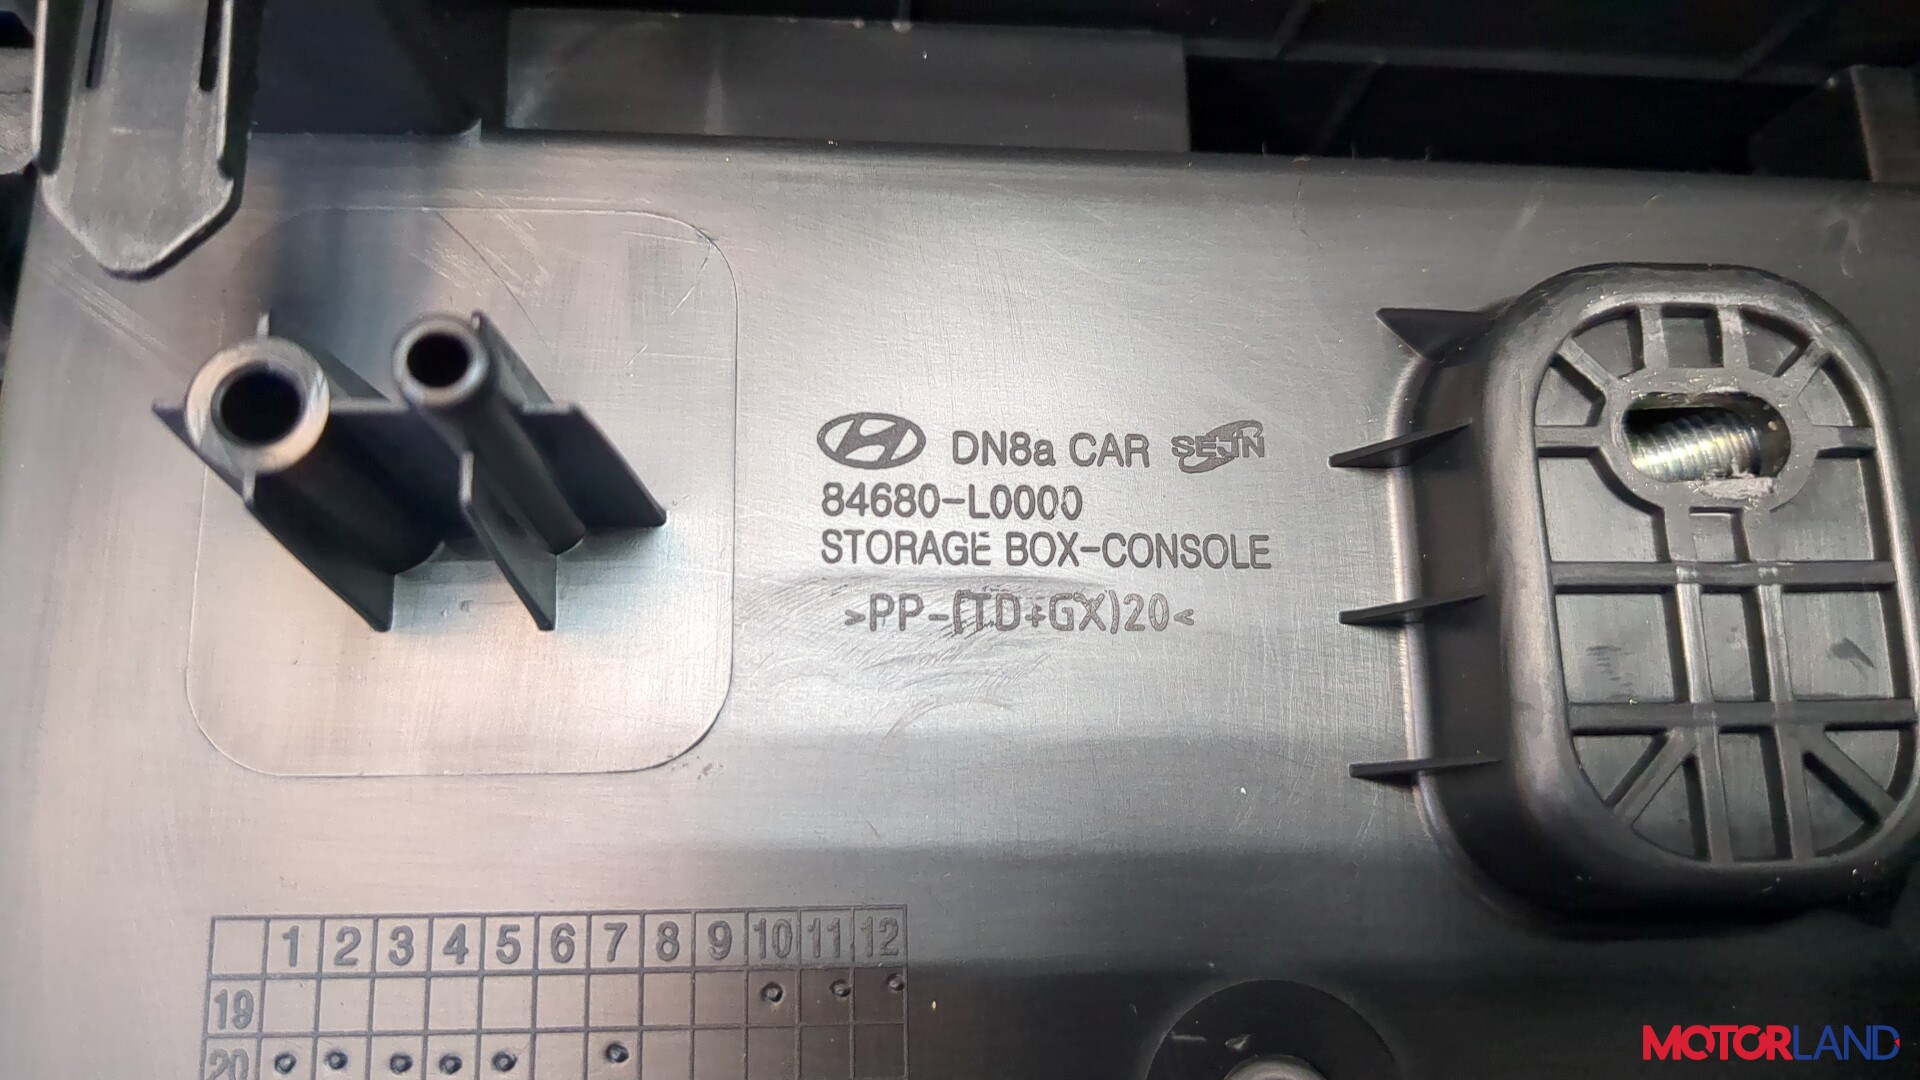 DN8a CAR SEJIN
84680-L0000
STORAGE BOX-CONSOLE
>PP-(TD+GX)20<
1 2 3 4 5 6 7 8 9 10 11 12
19
20
MOTORLAND